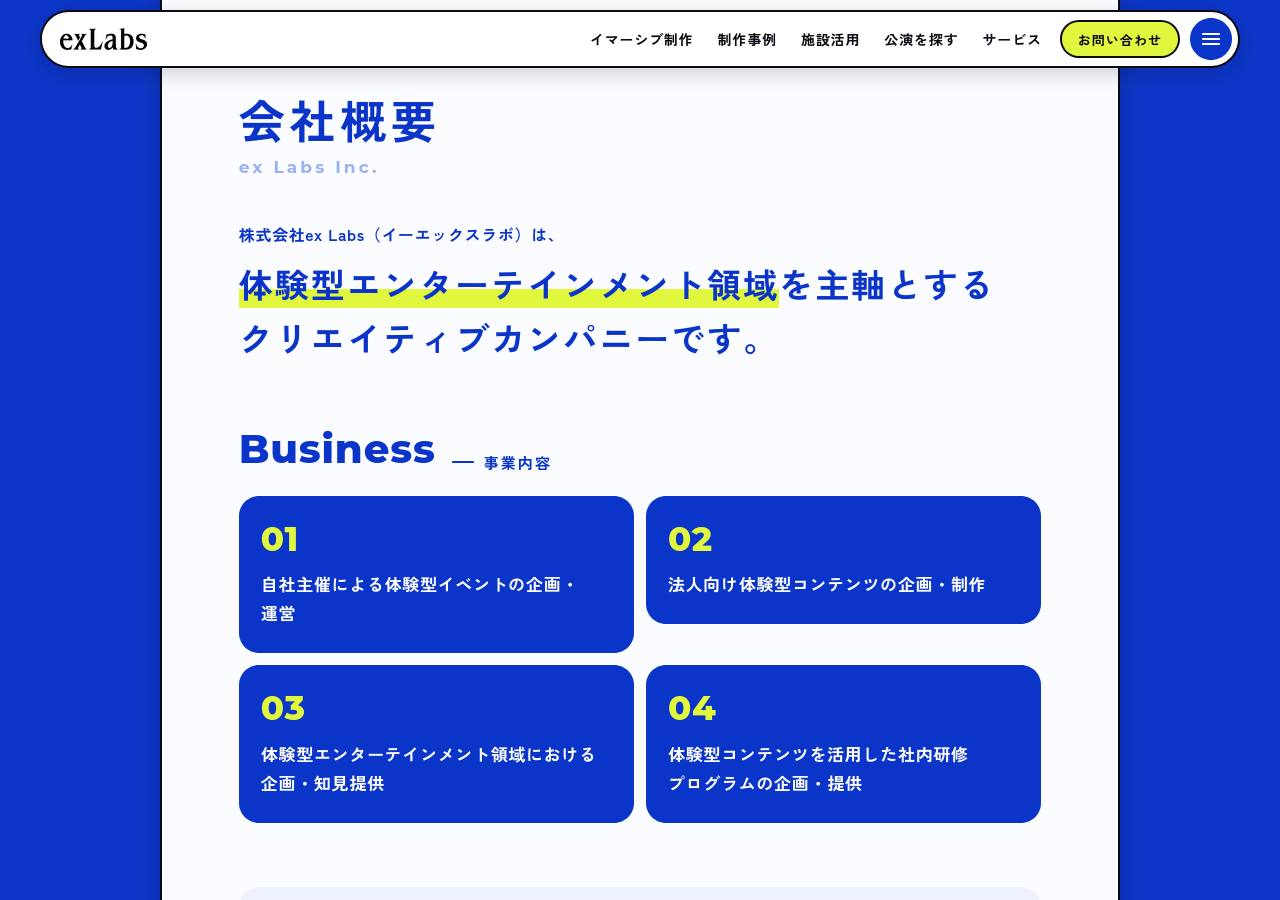 exLabs
イマーシブ制作 制作事例 施設活用 公演を探す サービス お問い合わせ
会社概要
ex Labs Inc.
株式会社ex Labs（イーエックスラボ）は、
体験型エンターテインメント領域を主軸とする
クリエイティブカンパニーです。
Business — 事業内容
01
自社主催による体験型イベントの企画・
運営
02
法人向け体験型コンテンツの企画・制作
03
体験型エンターテインメント領域における
企画・知見提供
04
体験型コンテンツを活用した社内研修
プログラムの企画・提供